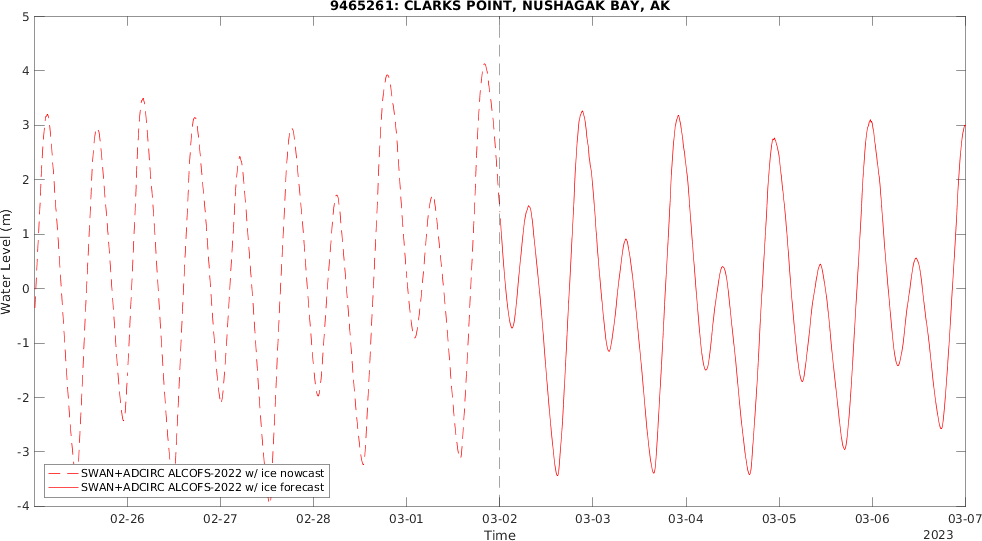 9465261: CLARKS POINT, NUSHAGAK BAY, AK
5
4
3
2
1
0
-1
-2
-3
-4
Water Level (m)
SWAN+ADCIRC ALCOFS-2022 w/ ice nowcast
SWAN+ADCIRC ALCOFS-2022 w/ ice forecast
02-26 02-27 02-28 03-01 03-02 03-03 03-04 03-05 03-06 03-07
Time
2023